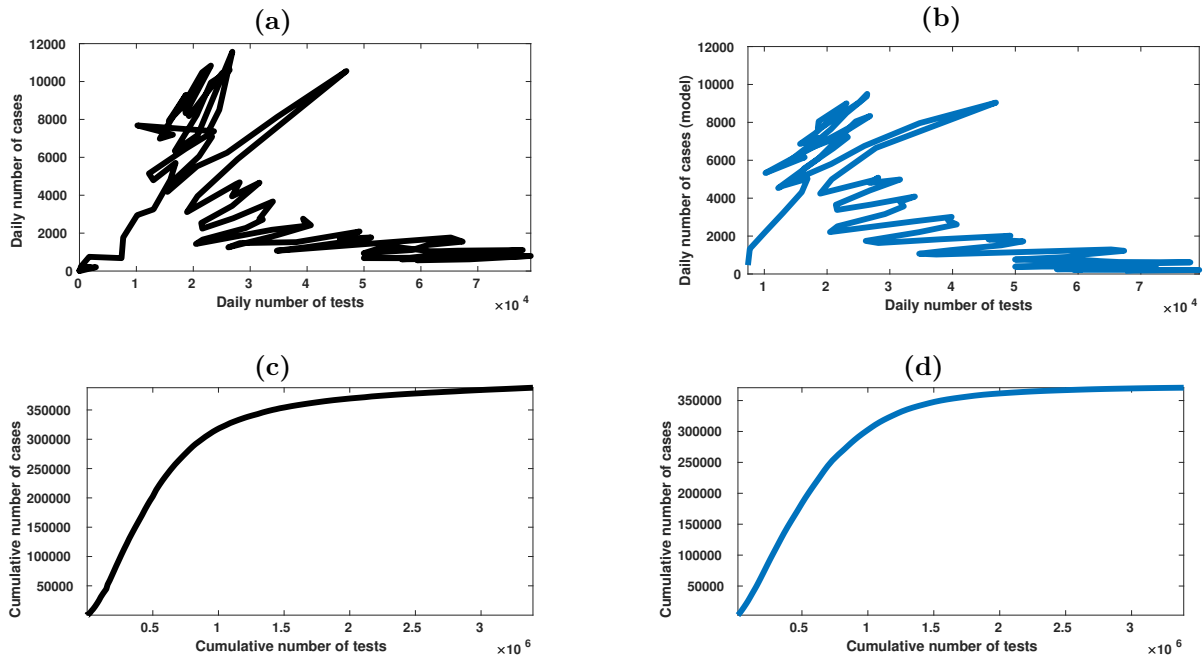 (a)
12000
10000
8000
6000
4000
2000
0
Daily number of cases
0 1 2 3 4 5 6 7
Daily number of tests
×10 4
(b)
12000
10000
8000
6000
4000
2000
0
Daily number of cases (model)
1 2 3 4 5 6 7
Daily number of tests
×10 4
(c)
350000
300000
250000
200000
150000
100000
50000
Cumulative number of cases
0.5 1 1.5 2 2.5 3
Cumulative number of tests
×10 6
(d)
350000
300000
250000
200000
150000
100000
50000
Cumulative number of cases
0.5 1 1.5 2 2.5 3
Cumulative number of tests
×10 6